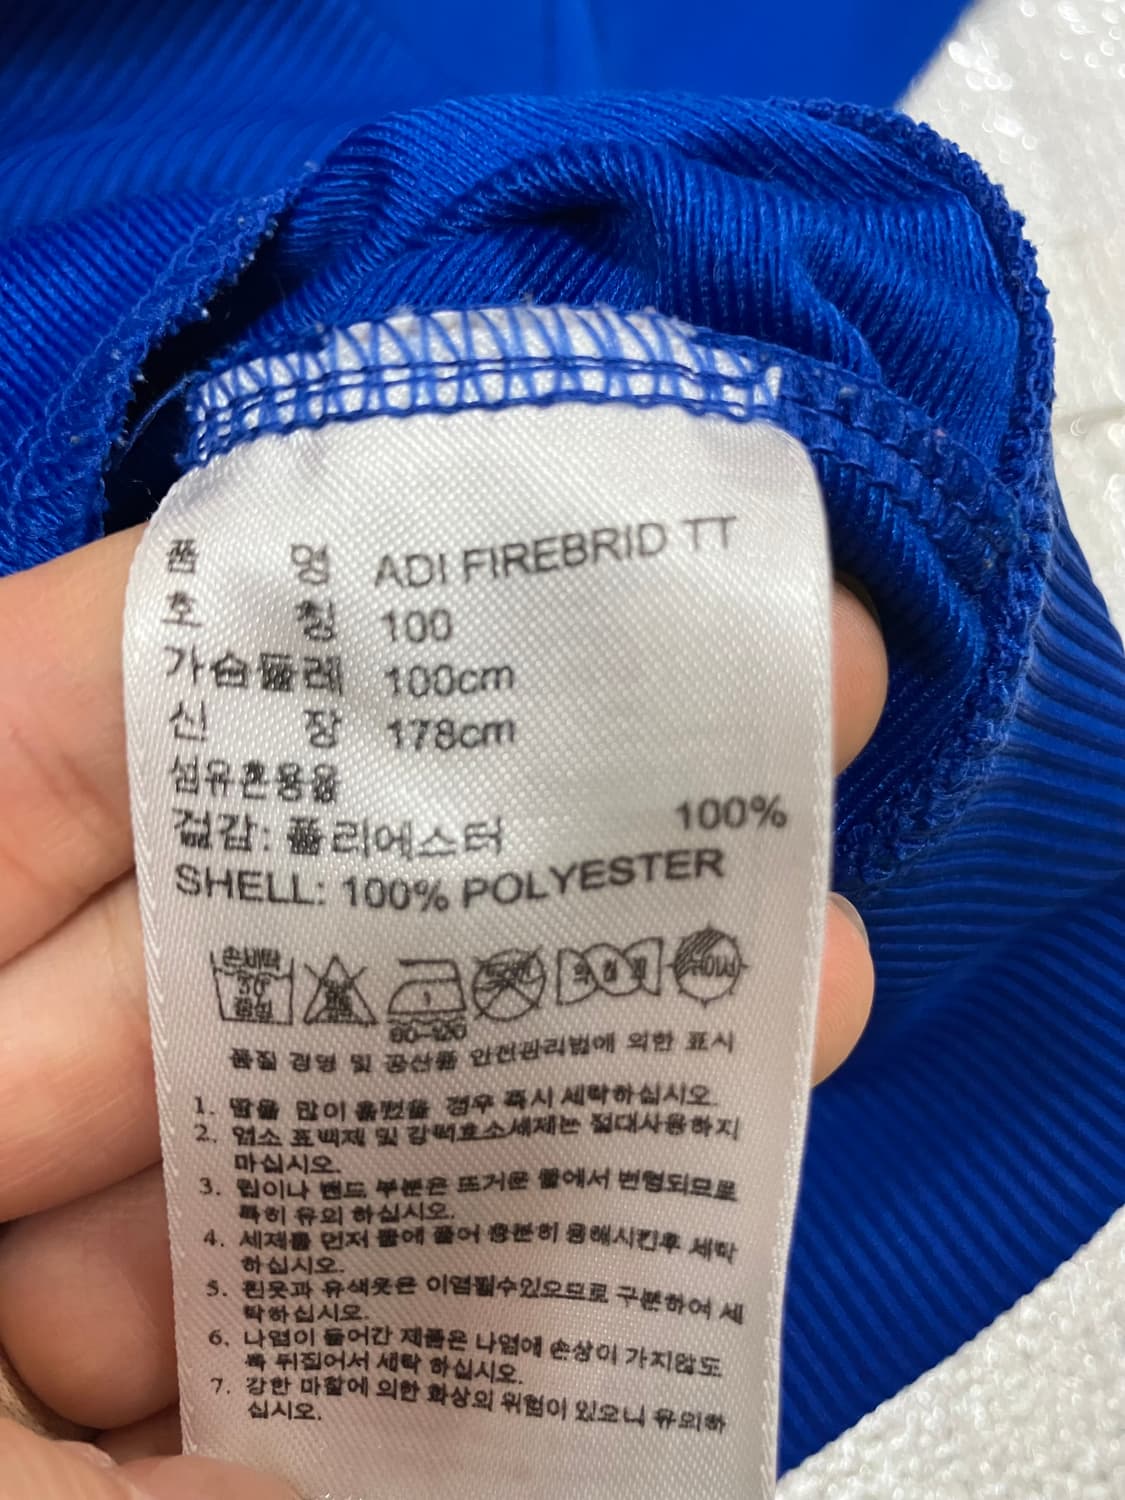 품 명 ADI FIREBRID TT
호 칭 100
가슴둘레 100cm
신 장 178cm
섬유혼용율
겉감: 폴리에스터 100%
SHELL: 100% POLYESTER
손세탁
30°
중성
80~120
품질 경영 및 공산품 안전관리법에 의한 표시
1. 땀을 많이 흘렸을 경우 즉시 세탁하십시오.
2. 염소 표백제 및 강력효소세제는 절대사용하지
마십시오.
3. 립이나 밴드 부분은 뜨거운 물에서 변형되므로
특히 유의 하십시오.
4. 세제를 먼저 물에 풀어 충분히 용해시킨후 세탁
하십시오.
5. 흰옷과 유색옷은 이염될수있으므로 구분하여 세
탁하십시오.
6. 나염이 들어간 제품은 나염에 손상이 가지않도
록 뒤집어서 세탁 하십시오.
7. 강한 마찰에 의한 화상의 위험이 있으니 유의하
십시오.